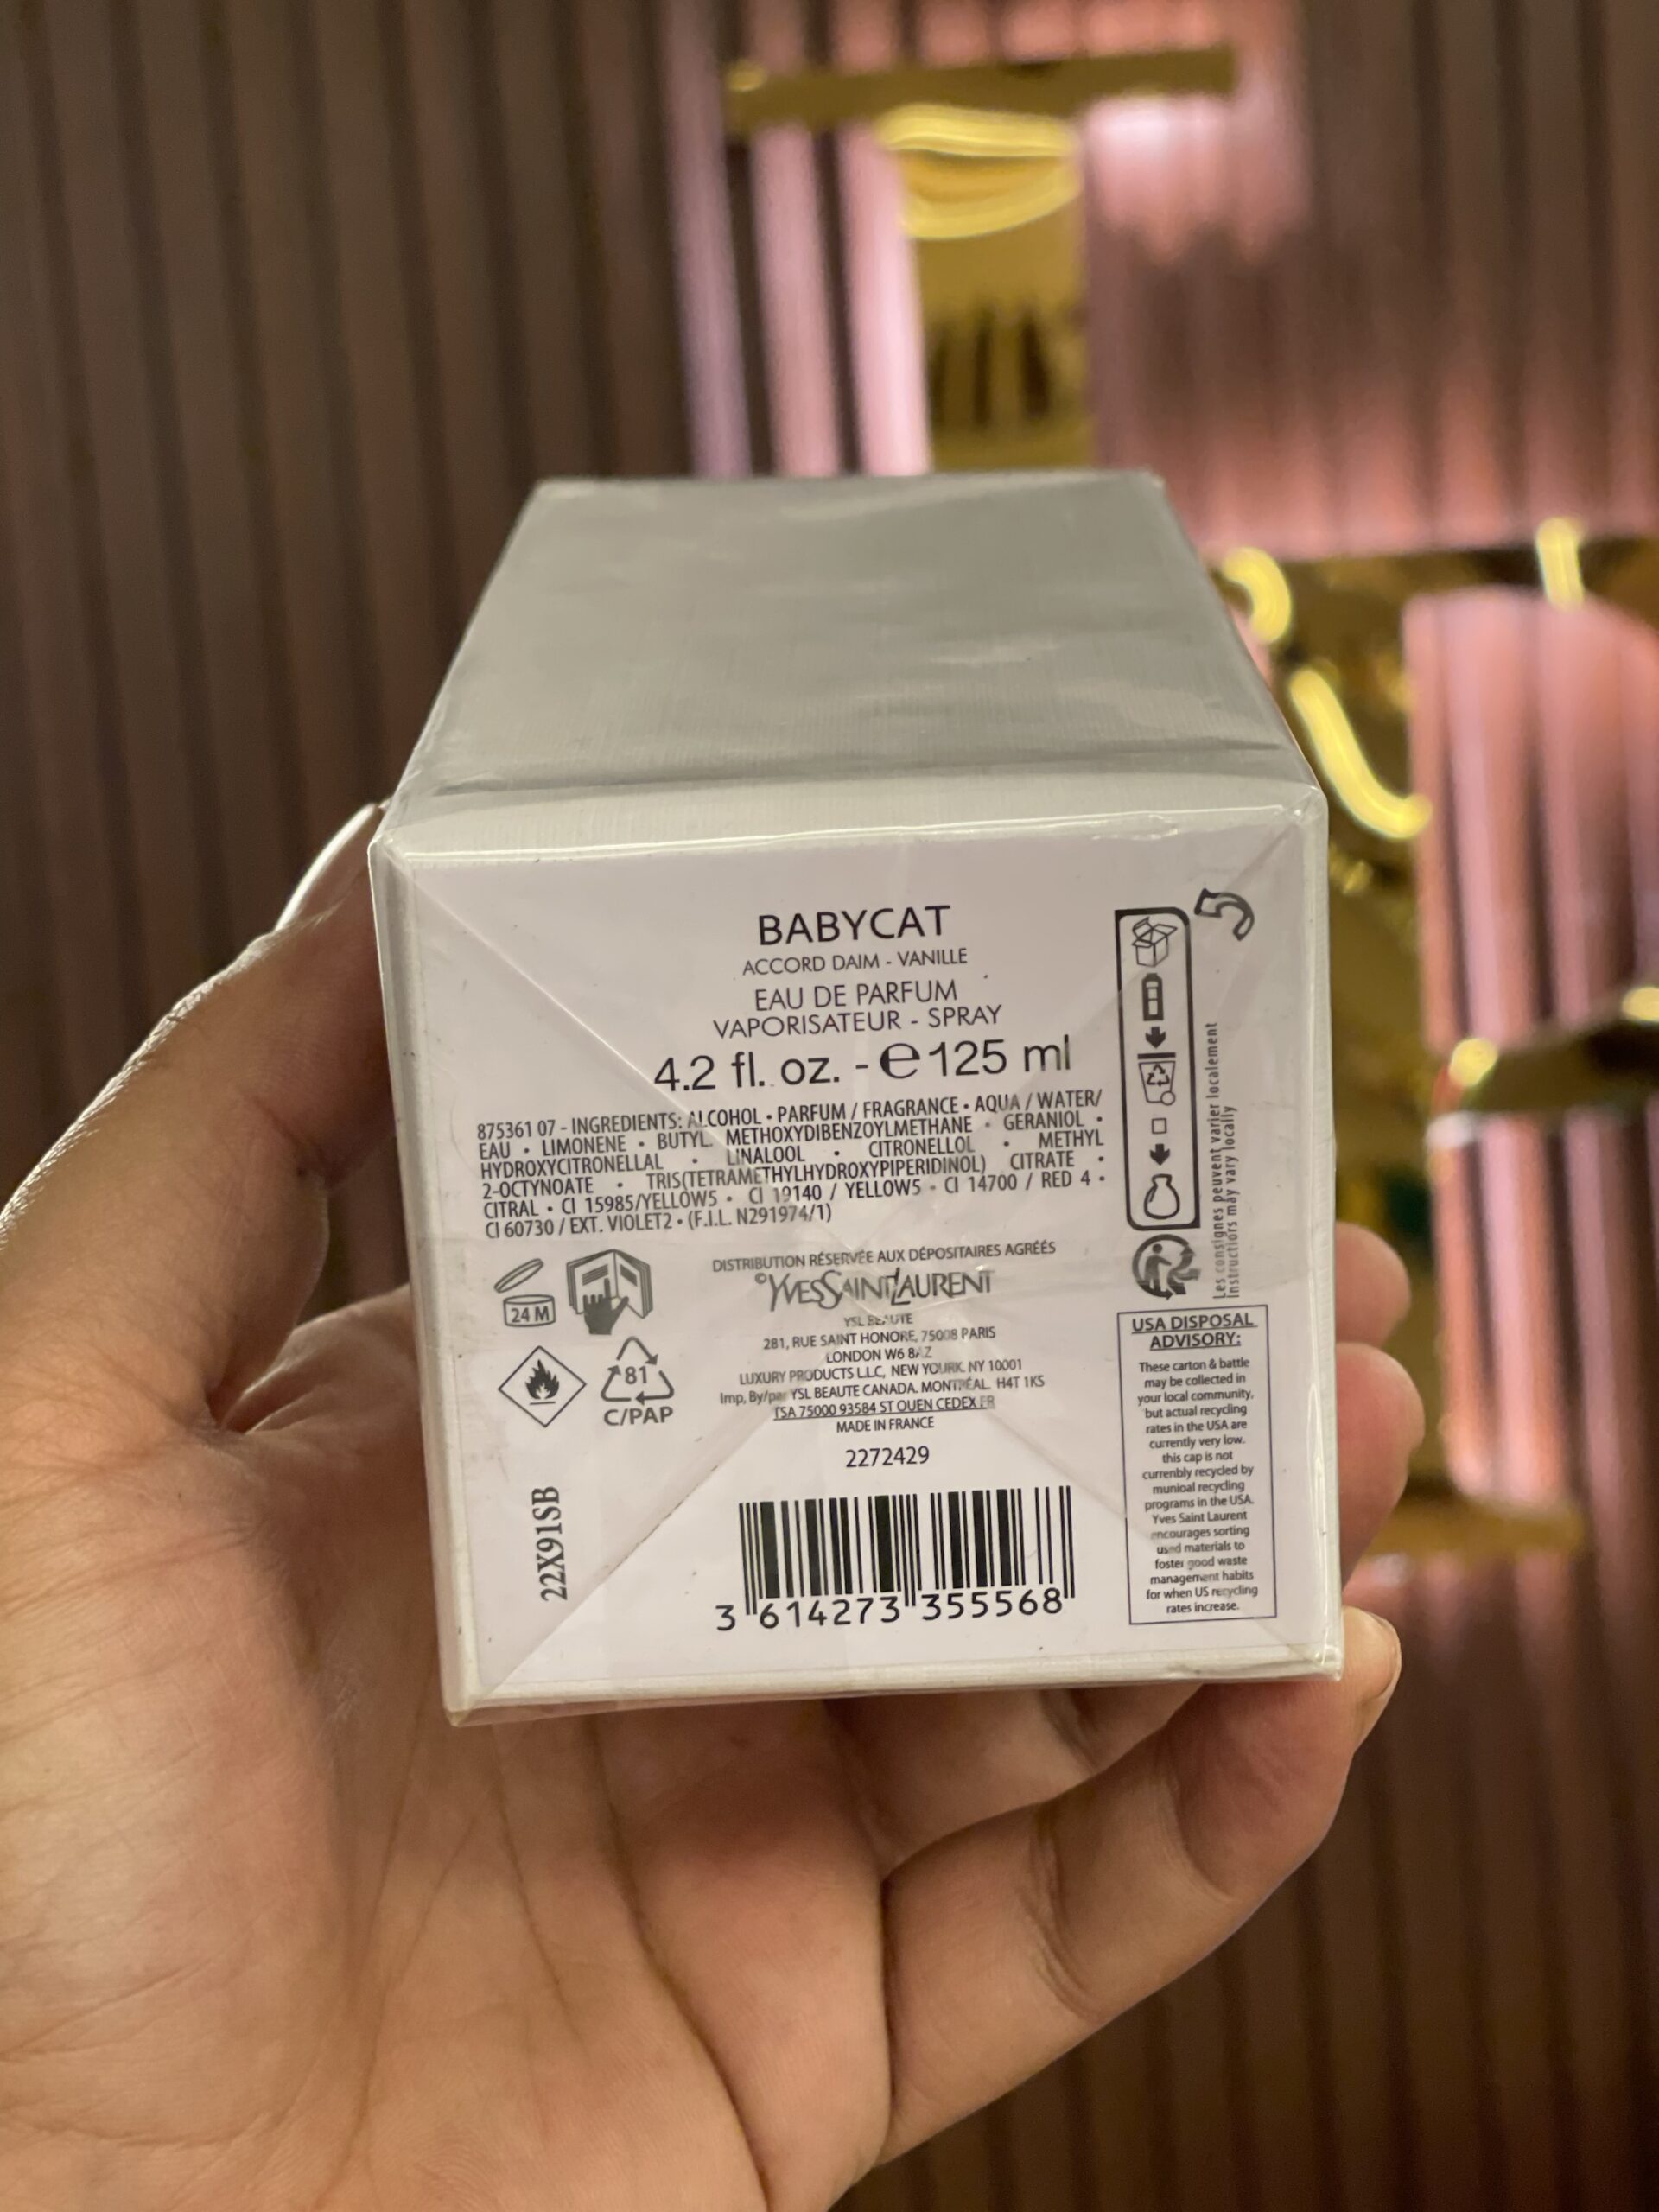 BABYCAT
ACCORD DAIM - VANILLE
EAU DE PARFUM
VAPORISATEUR - SPRAY
4.2 fl. oz. - e 125 ml
875361 07 - INGREDIENTS: ALCOHOL • PARFUM / FRAGRANCE • AQUA / WATER/
EAU • LIMONENE • BUTYL. METHOXYDIBENZOYLMETHANE • GERANIOL •
HYDROXYCITRONELLAL • LINALOOL • CITRONELLOL • METHYL
2-OCTYNOATE • TRIS(TETRAMETHYLHYDROXYPIPERIDINOL) CITRATE •
CITRAL • CI 15985/YELLOW5 • CI 19140 / YELLOW5 • CI 14700 / RED 4 •
CI 60730 / EXT. VIOLET2 • (F.I.L. N291974/1)
24 M
81
C/PAP
DISTRIBUTION RÉSERVÉE AUX DÉPOSITAIRES AGRÉÉS
©YVESSAINTLAURENT
YSL BEAUTE
281, RUE SAINT HONORE, 75008 PARIS
LONDON W6
LUXURY PRODUCTS L.L.C, NEW YOURK, NY 10001
Imp, By/par YSL BEAUTE CANADA. MONTRÉAL. H4T 1KS
TSA 75000 93584 ST OUEN CEDEX FR
MADE IN FRANCE
2272429
22X91SB
3 614273 355568
Les consignes peuvent varier localement
Instructions may vary locally
USA DISPOSAL
ADVISORY:
These carton & battle
may be collected in
your local community,
but actual recycling
rates in the USA are
currently very low.
this cap is not
currenbly recycled by
munioal recycling
programs in the USA.
Yves Saint Laurent
encourages sorting
used materials to
foster good waste
management habits
for when US recycling
rates increase.